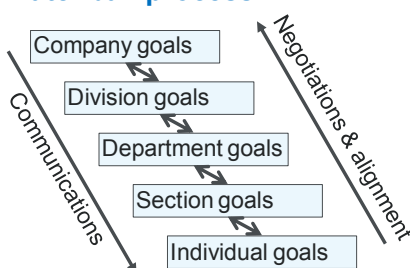 Company goals
Division goals
Department goals
Section goals
Individual goals
Communications
Negotiations & alignment